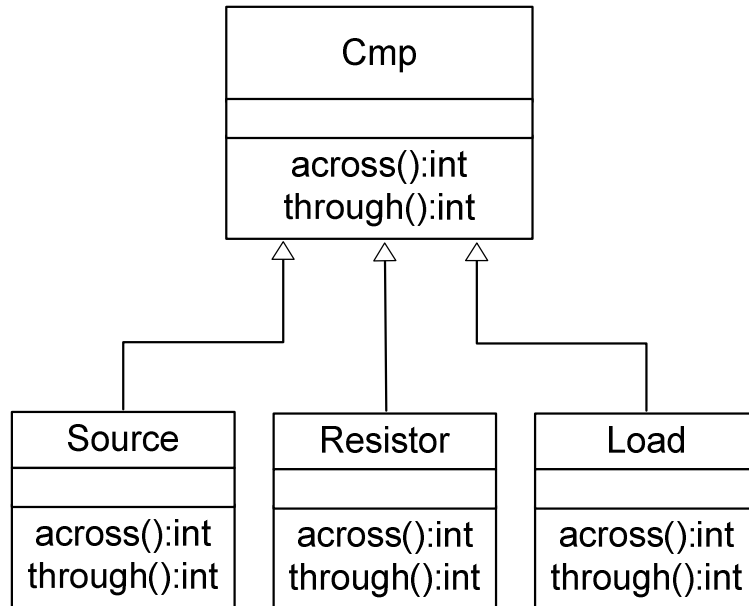 Cmp
across():int
through():int
Source
across():int
through():int
Resistor
across():int
through():int
Load
across():int
through():int